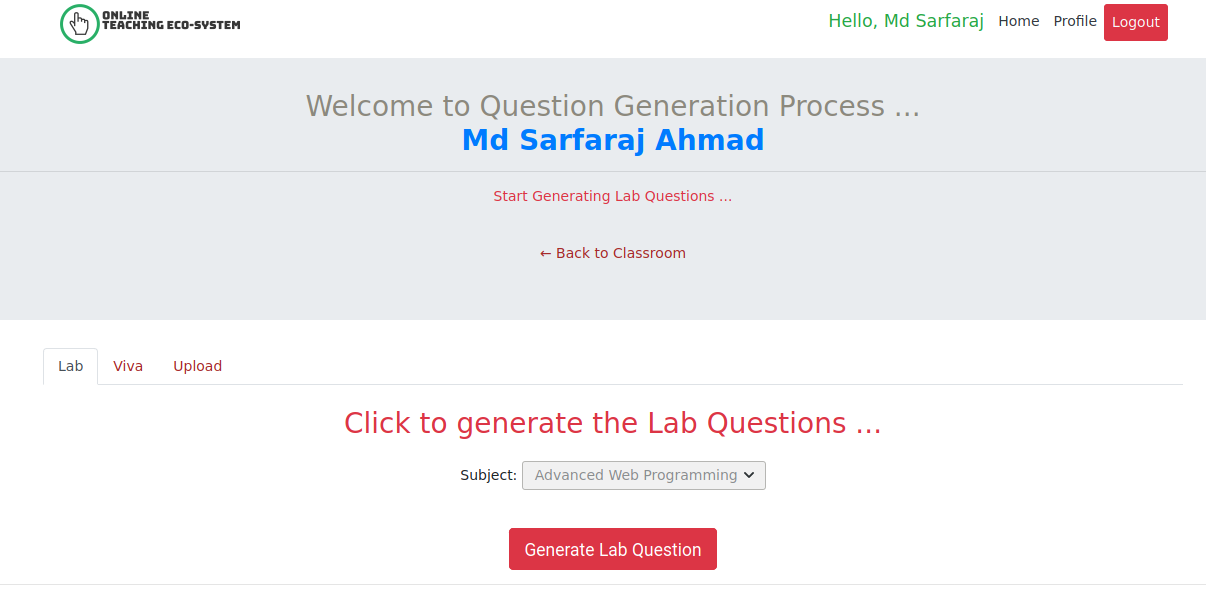 ONLINE
TEACHING ECO-SYSTEM
Hello, Md Sarfaraj Home Profile Logout
Welcome to Question Generation Process ...
Md Sarfaraj Ahmad
Start Generating Lab Questions ...
← Back to Classroom
Lab Viva Upload
Click to generate the Lab Questions ...
Subject: Advanced Web Programming
Generate Lab Question